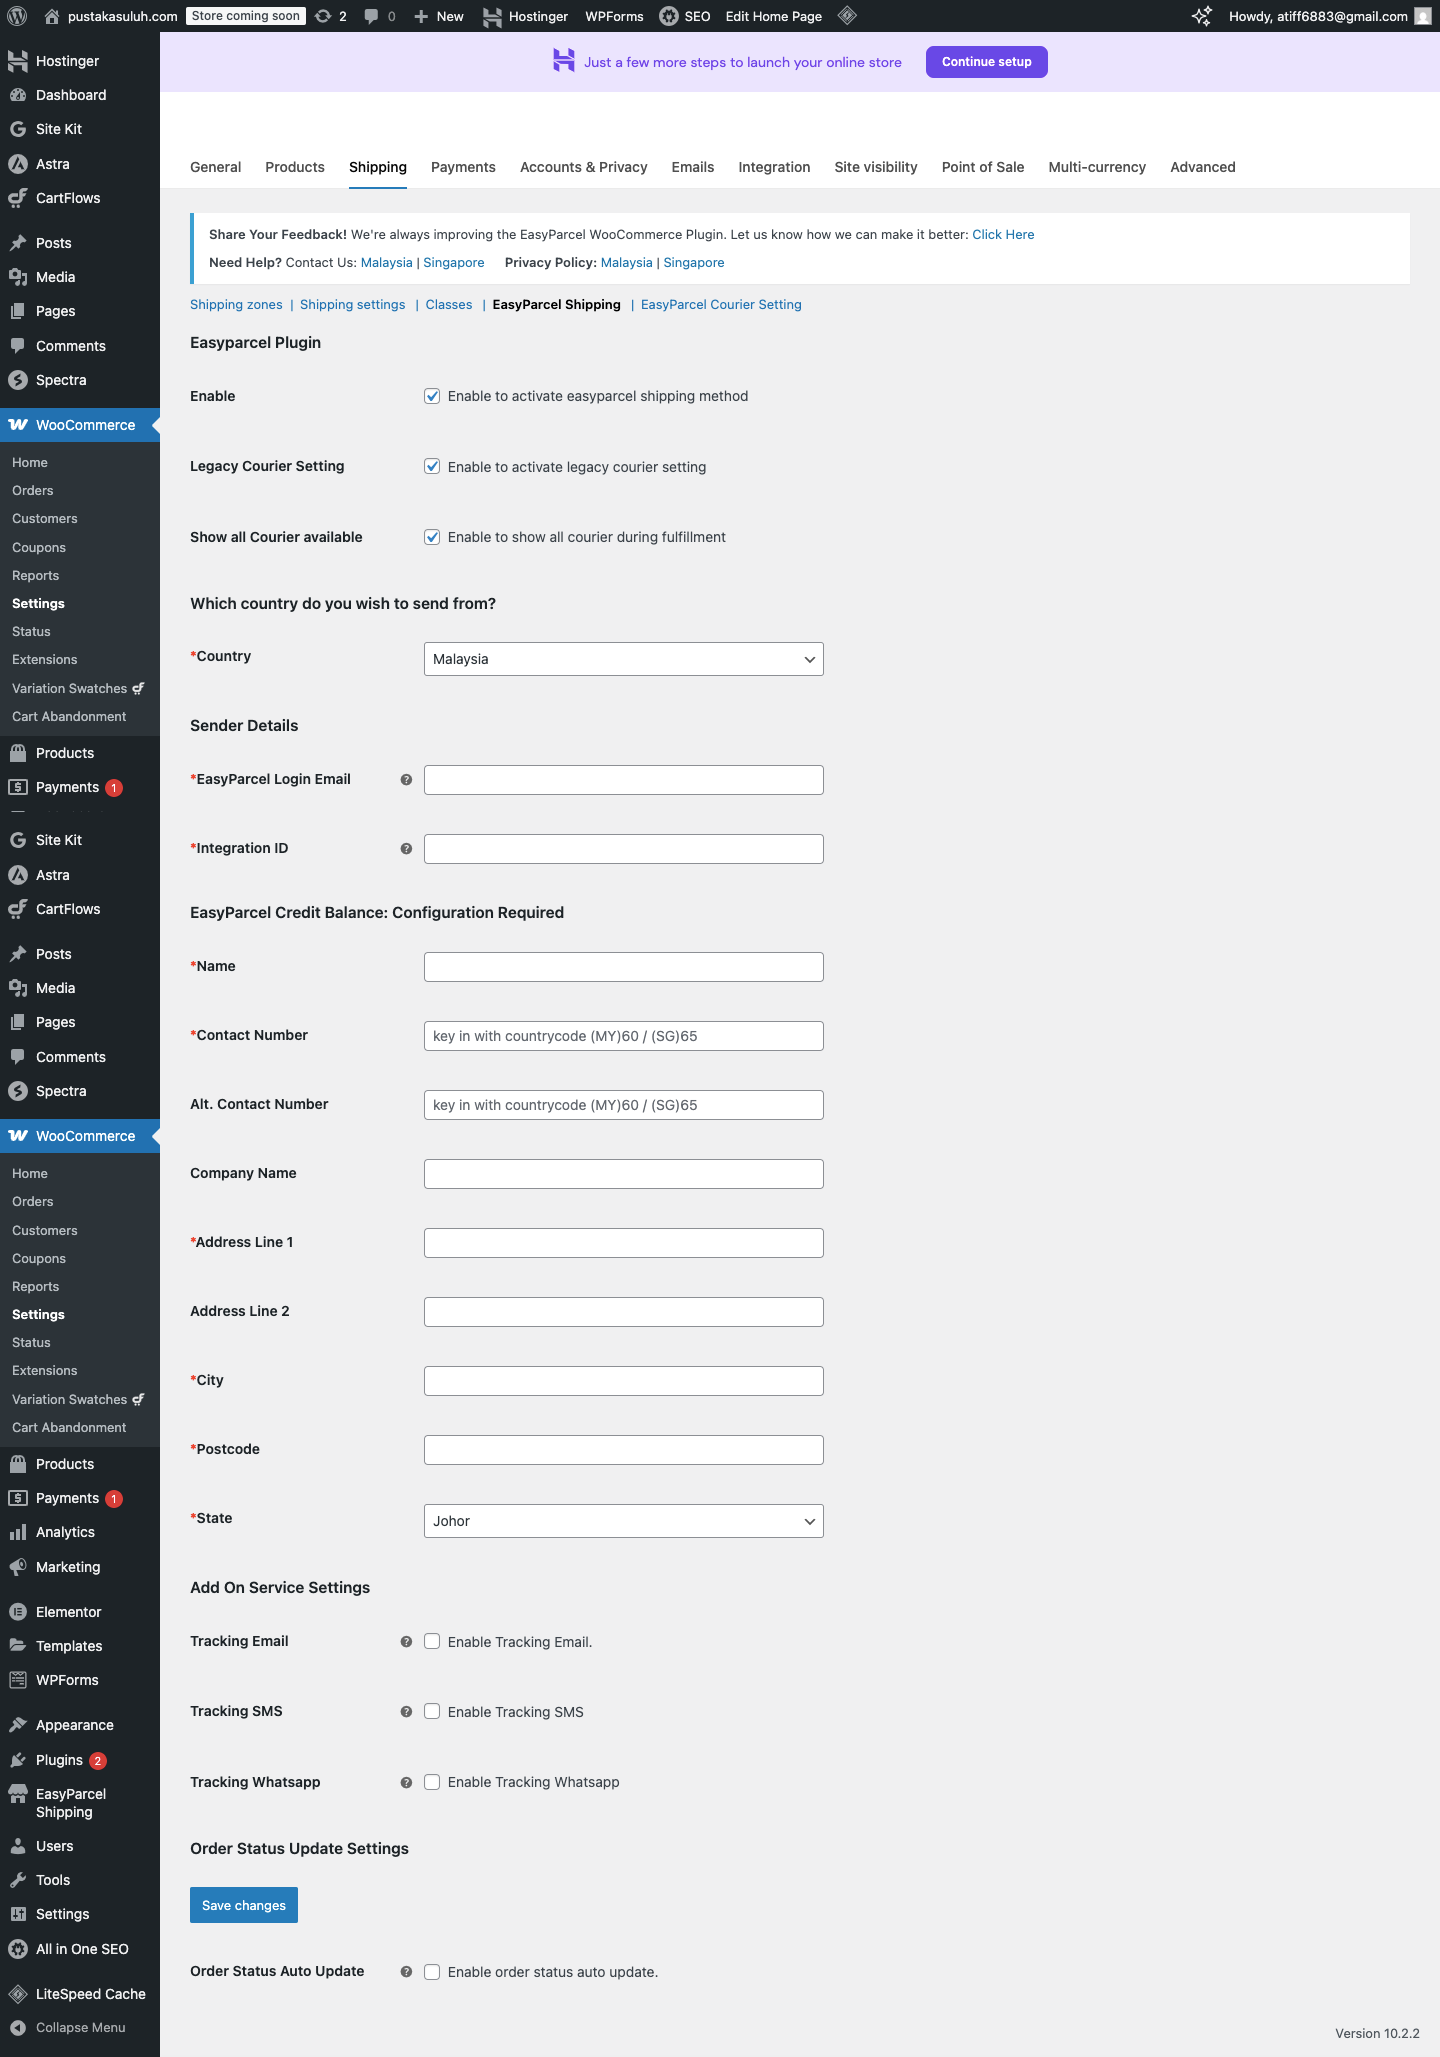 pustakasuluh.com Store coming soon 2 0 New Hostinger WPForms SEO Edit Home Page Howdy, atiff6883@gmail.com
Just a few more steps to launch your online store Continue setup
Hostinger
Dashboard
Site Kit
Astra
CartFlows
Posts
Media
Pages
Comments
Spectra
WooCommerce
Home
Orders
Customers
Coupons
Reports
Settings
Status
Extensions
Variation Swatches
Cart Abandonment
Products
Payments 1
Site Kit
Astra
CartFlows
Posts
Media
Pages
Comments
Spectra
WooCommerce
Home
Orders
Customers
Coupons
Reports
Settings
Status
Extensions
Variation Swatches
Cart Abandonment
Products
Payments 1
Analytics
Marketing
Elementor
Templates
WPForms
Appearance
Plugins 2
EasyParcel
Shipping
Users
Tools
Settings
All in One SEO
LiteSpeed Cache
Collapse Menu
General Products Shipping Payments Accounts & Privacy Emails Integration Site visibility Point of Sale Multi-currency Advanced
Share Your Feedback! We're always improving the EasyParcel WooCommerce Plugin. Let us know how we can make it better: Click Here
Need Help? Contact Us: Malaysia | Singapore Privacy Policy: Malaysia | Singapore
Shipping zones | Shipping settings | Classes | EasyParcel Shipping | EasyParcel Courier Setting
Easyparcel Plugin
Enable Enable to activate easyparcel shipping method
Legacy Courier Setting Enable to activate legacy courier setting
Show all Courier available Enable to show all courier during fulfillment
Which country do you wish to send from?
*Country Malaysia
Sender Details
*EasyParcel Login Email
*Integration ID
EasyParcel Credit Balance: Configuration Required
*Name
*Contact Number key in with countrycode (MY)60 / (SG)65
Alt. Contact Number key in with countrycode (MY)60 / (SG)65
Company Name
*Address Line 1
Address Line 2
*City
*Postcode
*State Johor
Add On Service Settings
Tracking Email Enable Tracking Email.
Tracking SMS Enable Tracking SMS
Tracking Whatsapp Enable Tracking Whatsapp
Order Status Update Settings
Save changes
Order Status Auto Update Enable order status auto update.
Version 10.2.2